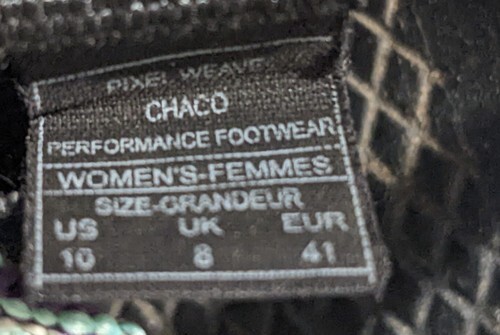 PIXEL WEAVE
CHACO
PERFORMANCE FOOTWEAR
WOMEN'S-FEMMES
SIZE-GRANDEUR
US UK EUR
10 8 41